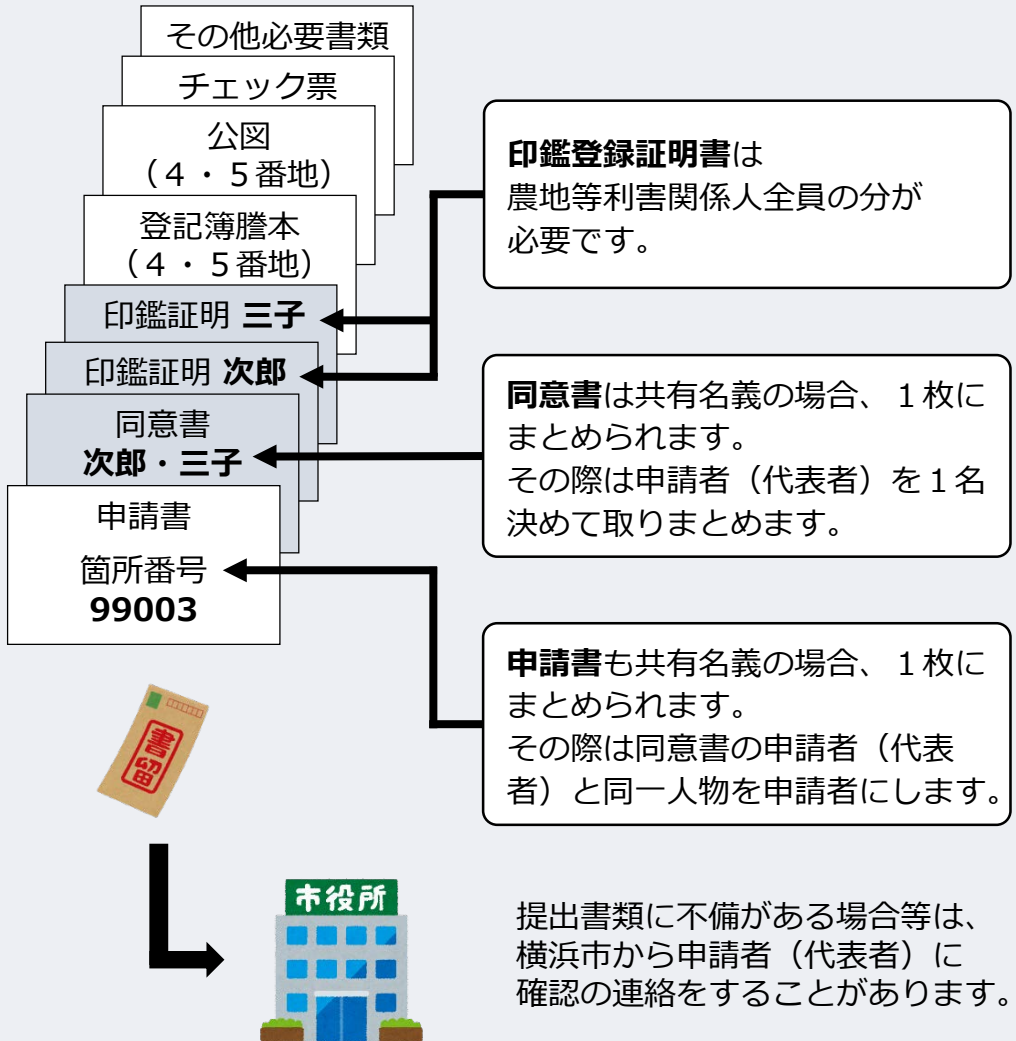 その他必要書類
チェック票
公図
（４・５番地）
登記簿謄本
（４・５番地）
印鑑証明 三子
印鑑証明 次郎
同意書
次郎・三子
申請書
箇所番号
99003
印鑑登録証明書は
農地等利害関係人全員の分が
必要です。
同意書は共有名義の場合、１枚に
まとめられます。
その際は申請者（代表者）を１名
決めて取りまとめます。
申請書も共有名義の場合、１枚に
まとめられます。
その際は同意書の申請者（代表
者）と同一人物を申請者にします。
書留
市役所
提出書類に不備がある場合等は、
横浜市から申請者（代表者）に
確認の連絡をすることがあります。